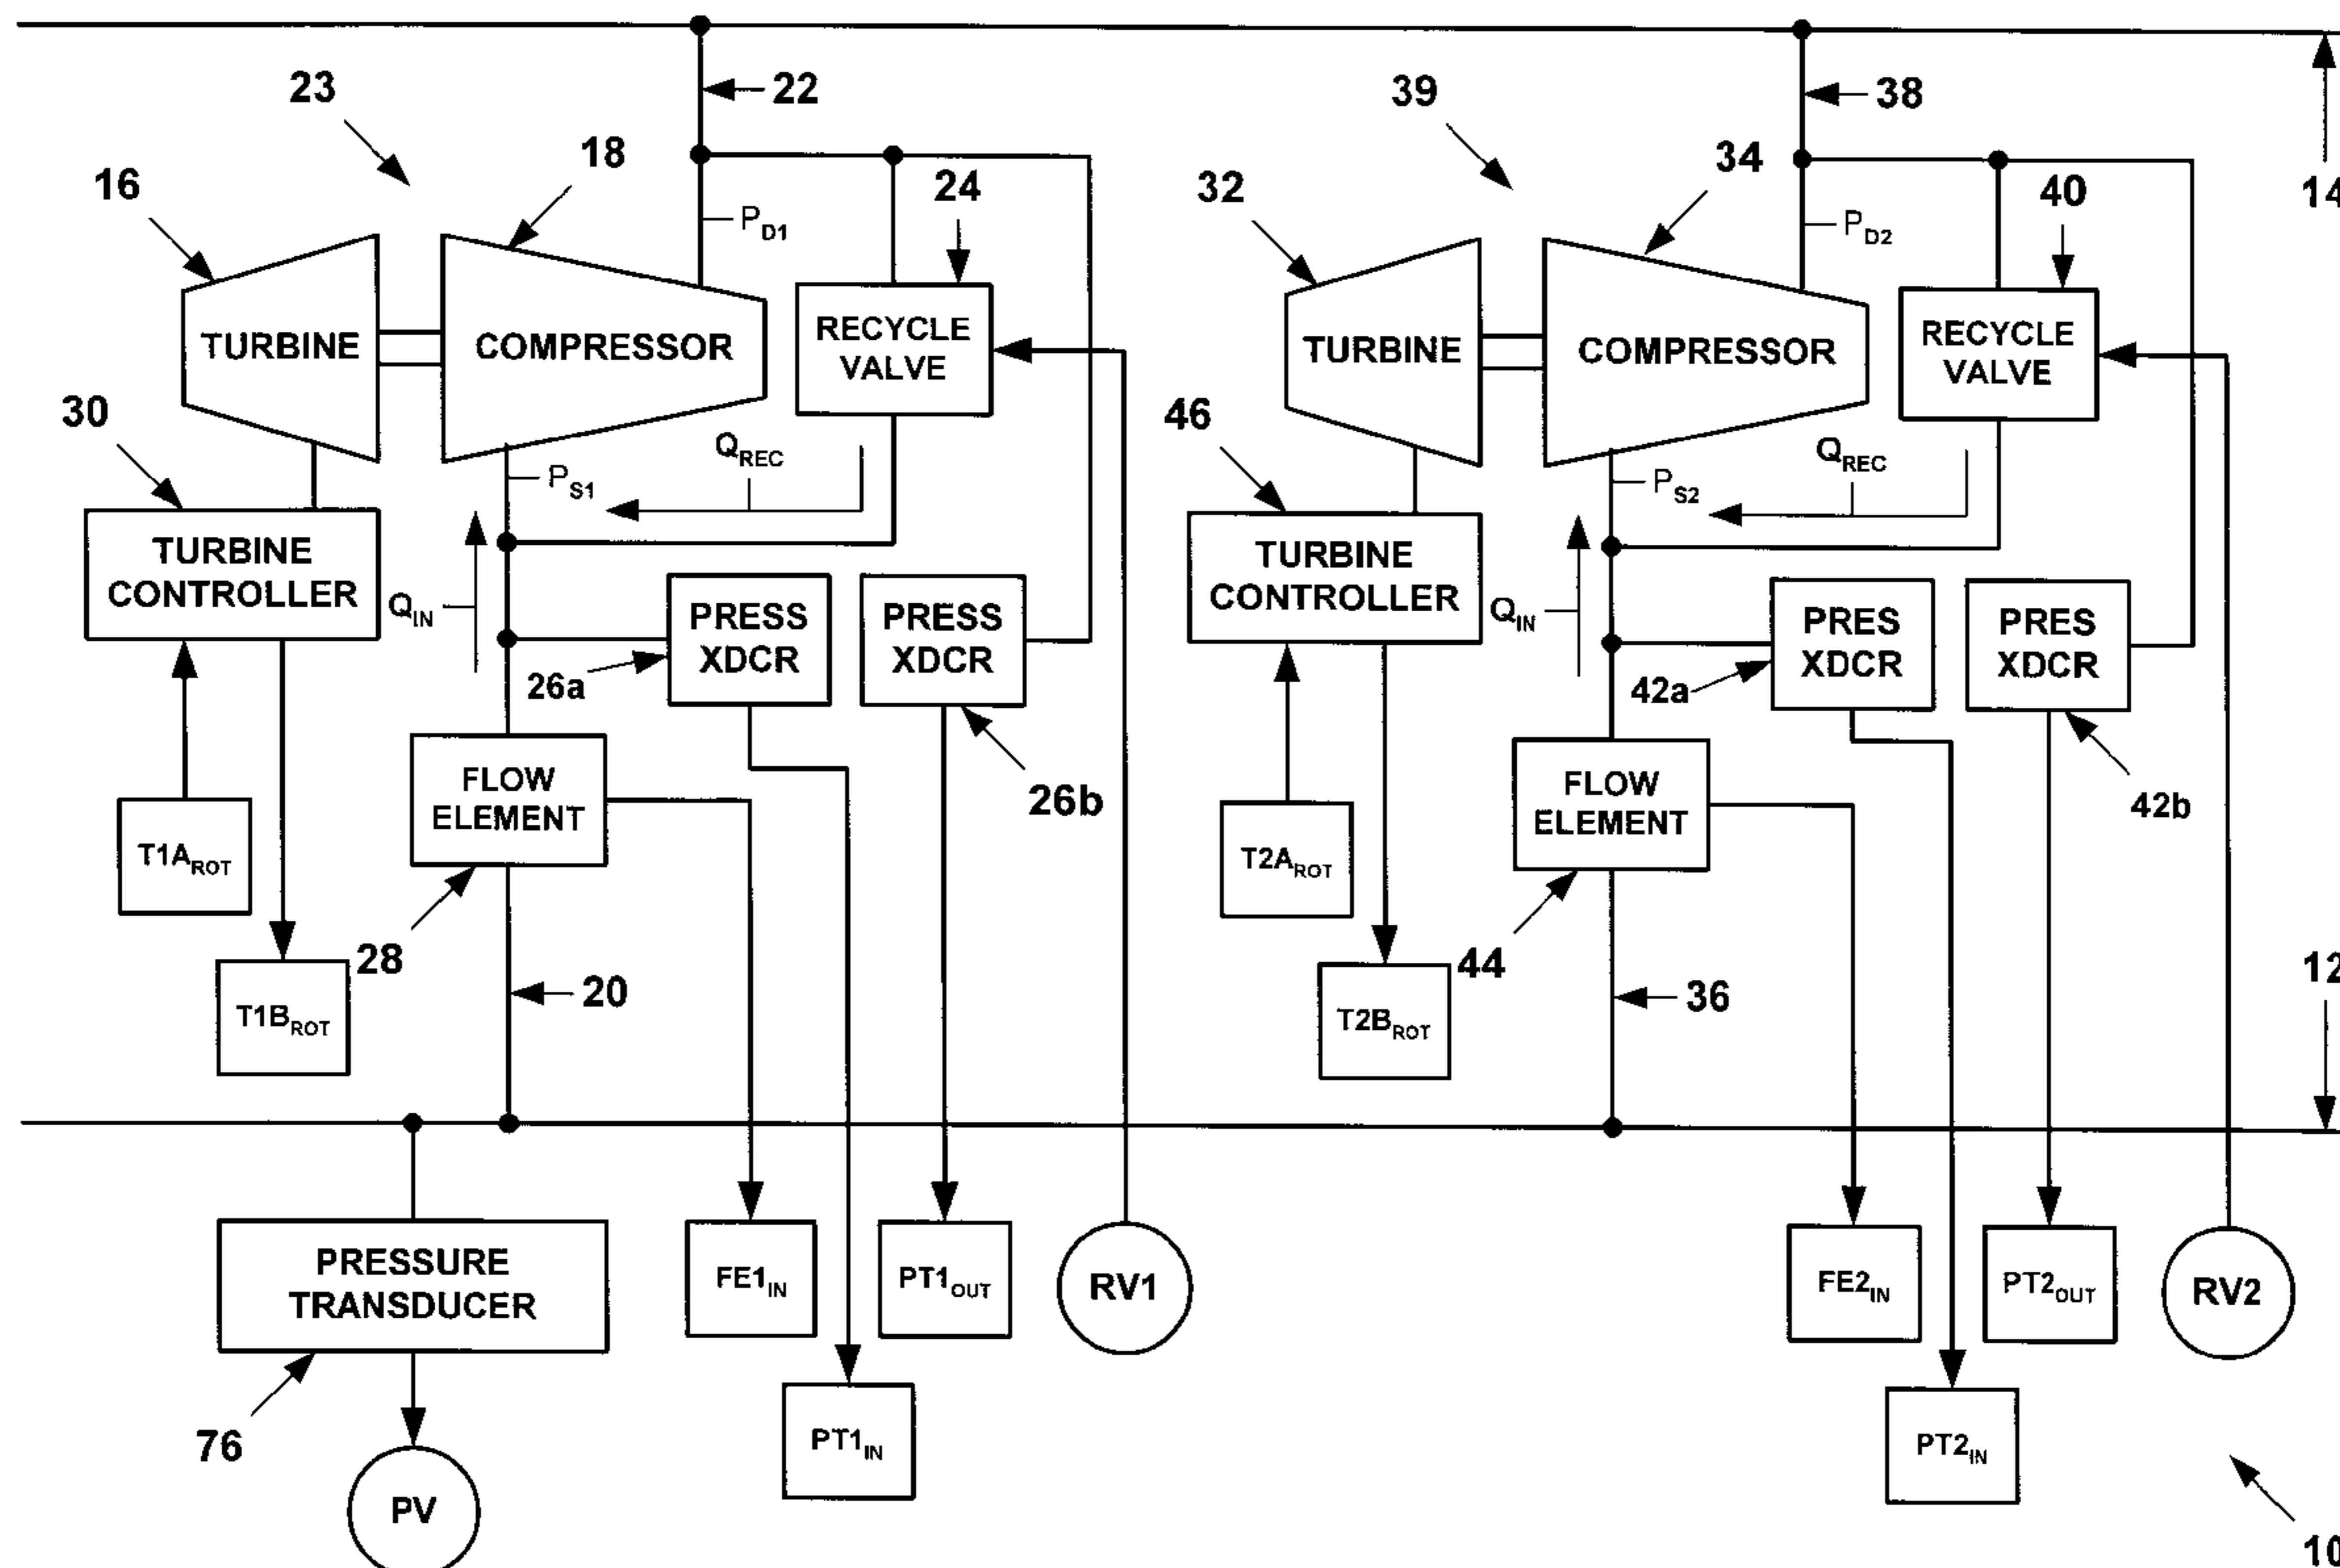 23
22
39
38
18
34
16
24
32
40
14
P_D1
P_D2
TURBINE
COMPRESSOR
RECYCLE
VALVE
TURBINE
COMPRESSOR
RECYCLE
VALVE
30
46
Q_REC
Q_REC
P_S1
P_S2
TURBINE
CONTROLLER
Q_IN
PRESS
XDCR
PRESS
XDCR
TURBINE
CONTROLLER
Q_IN
PRES
XDCR
PRES
XDCR
26a
42a
FLOW
ELEMENT
26b
FLOW
ELEMENT
42b
T1A_ROT
T2A_ROT
28
44
12
20
36
T1B_ROT
T2B_ROT
PRESSURE
TRANSDUCER
FE1_IN
PT1_OUT
RV1
FE2_IN
PT2_OUT
RV2
76
PT1_IN
PT2_IN
PV
10